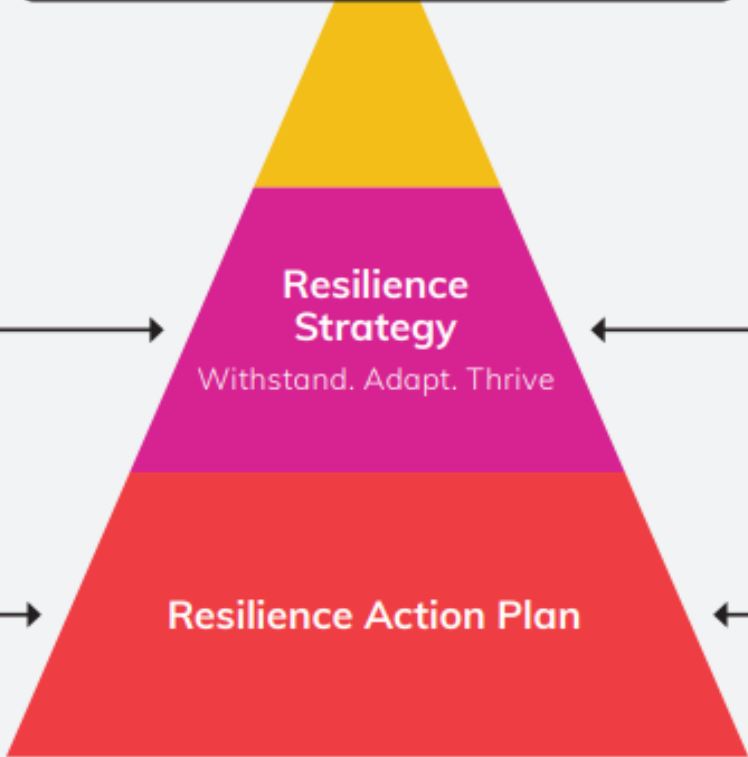 Resilience
Strategy
Withstand. Adapt. Thrive
Resilience Action Plan